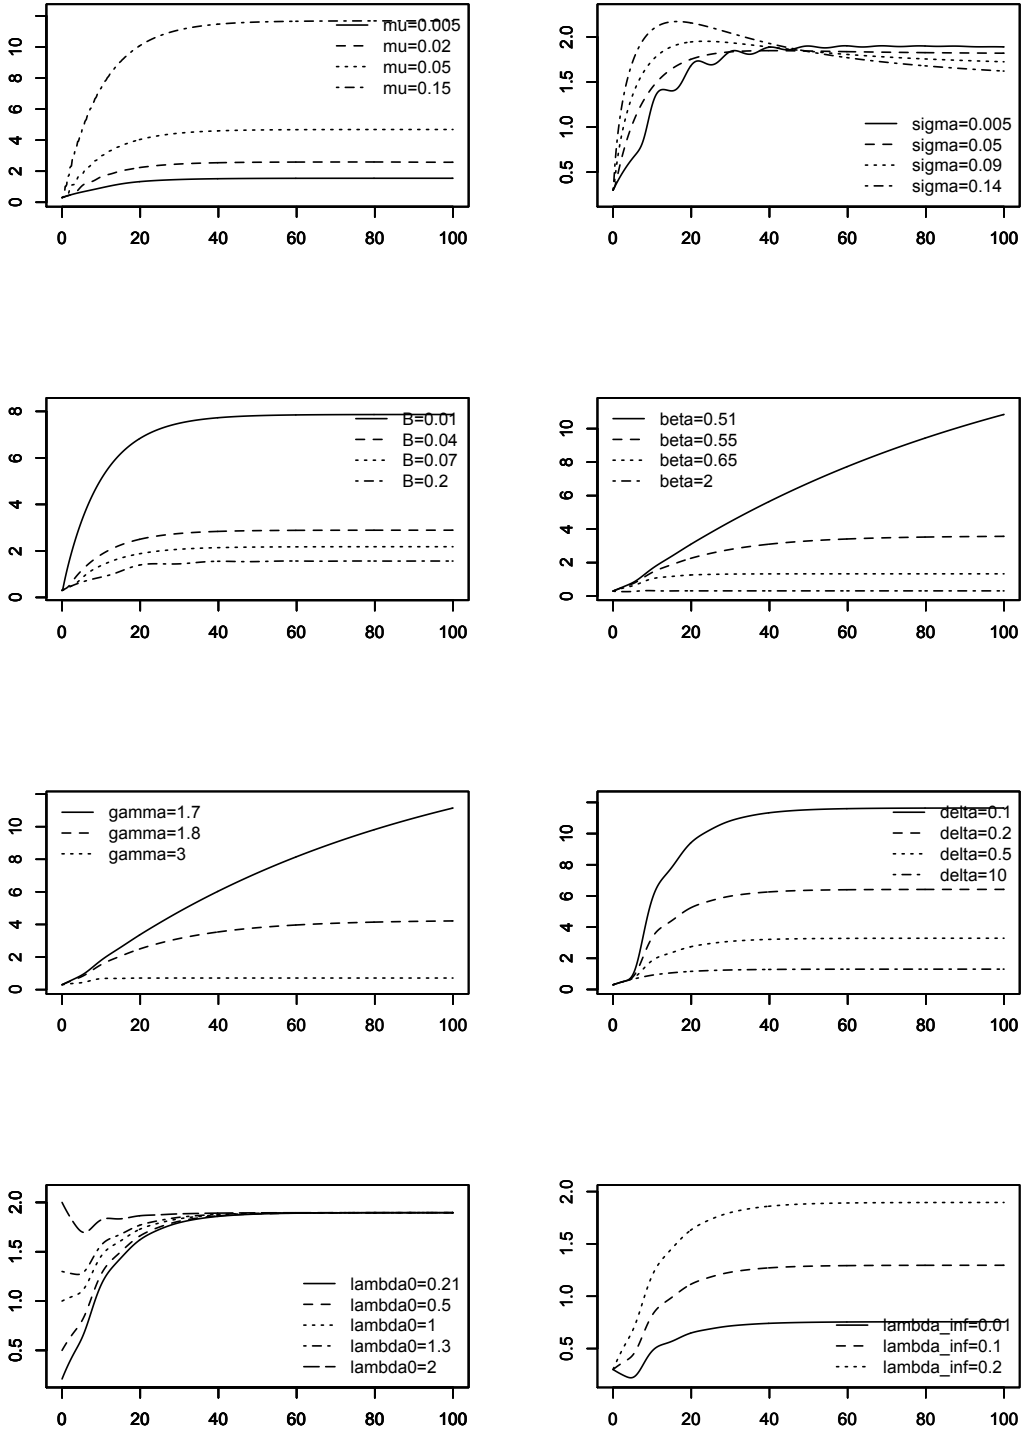 mu=0.005
mu=0.02
mu=0.05
mu=0.15
0 2 4 6 8 10
0 20 40 60 80 100
sigma=0.005
sigma=0.05
sigma=0.09
sigma=0.14
0.5 1.0 1.5 2.0
0 20 40 60 80 100
B=0.01
B=0.04
B=0.07
B=0.2
0 2 4 6 8
0 20 40 60 80 100
beta=0.51
beta=0.55
beta=0.65
beta=2
0 2 4 6 8 10
0 20 40 60 80 100
gamma=1.7
gamma=1.8
gamma=3
0 2 4 6 8 10
0 20 40 60 80 100
delta=0.1
delta=0.2
delta=0.5
delta=10
0 2 4 6 8 10
0 20 40 60 80 100
lambda0=0.21
lambda0=0.5
lambda0=1
lambda0=1.3
lambda0=2
0.5 1.0 1.5 2.0
0 20 40 60 80 100
lambda_inf=0.01
lambda_inf=0.1
lambda_inf=0.2
0.5 1.0 1.5 2.0
0 20 40 60 80 100